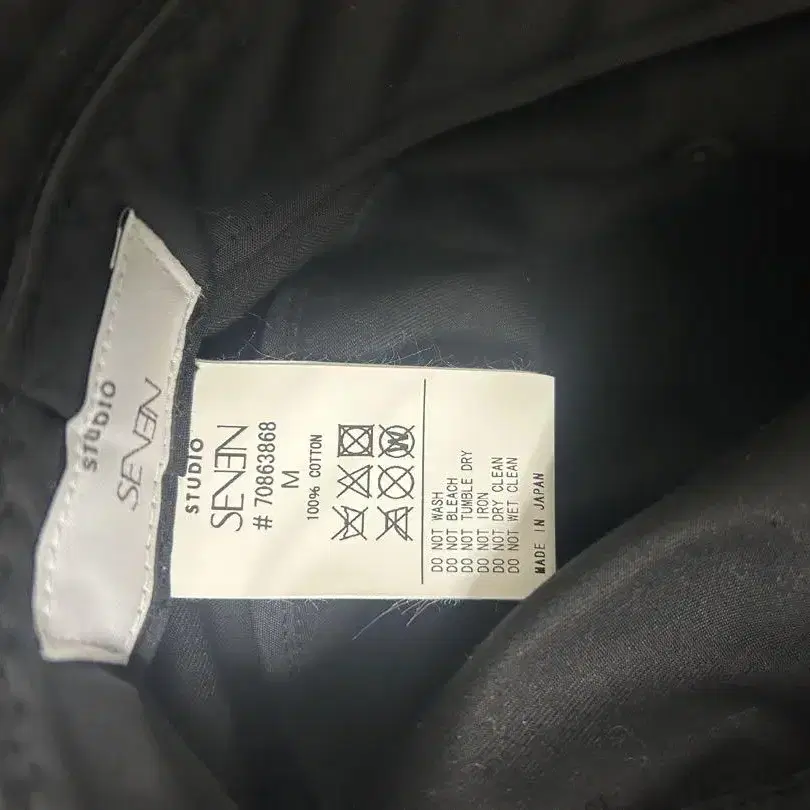 STUDIO
SEVEN
STUDIO
SEVEN
# 70863868
M
100% COTTON
DO NOT WASH
DO NOT BLEACH
DO NOT TUMBLE DRY
DO NOT IRON
DO NOT DRY CLEAN
DO NOT WET CLEAN
MADE IN JAPAN